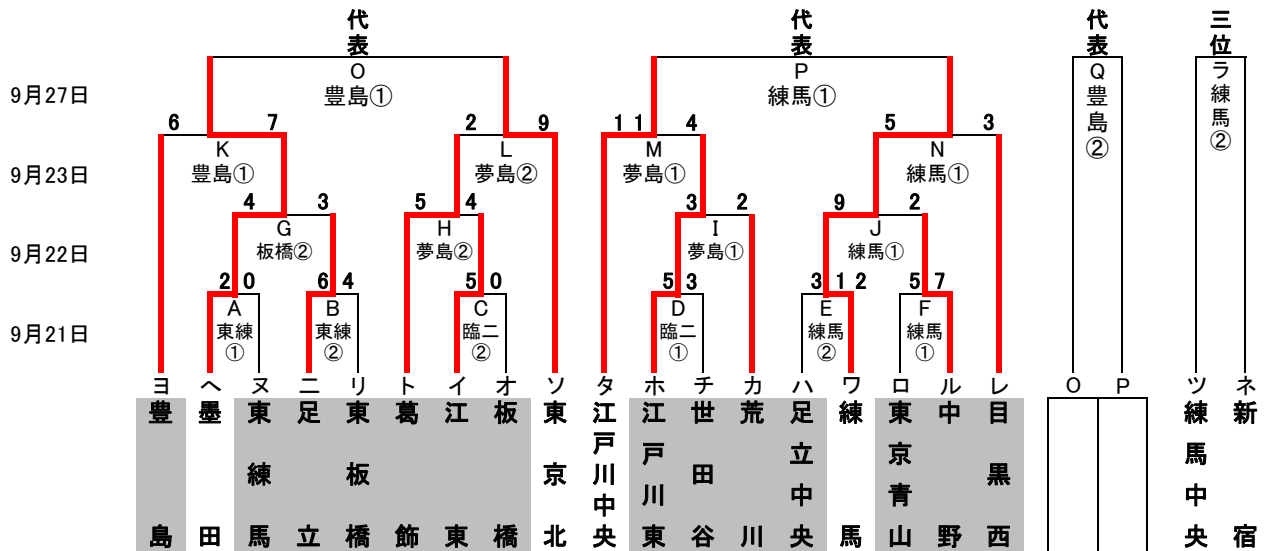 代表 代表 代表 三位
O P Q豊島② ラ練馬②
9月27日 豊島① 練馬①
6 7 2 9 11 4 5 3
K L M N
9月23日 豊島① 夢島② 夢島① 練馬①
4 3 5 4 3 2 9 2
G H I J
9月22日 板橋② 夢島② 夢島① 練馬①
2 0 6 4 5 0 5 3 3 12 5 7
A B C D E F
9月21日 東練① 東練② 臨二② 臨二① 練馬② 練馬①
ヨ ヘ ヌ ニ リ ト イ オ ソ タ ホ チ カ ハ ワ ロ ル レ O P ツ ネ
豊島 墨田 東練馬 足立 東板橋 葛飾 江東 板橋 東京北 江戸川中央 江戸川東 世田谷 荒川 足立中央 練馬 東京青山 中野 目黒西 練馬中央 新宿